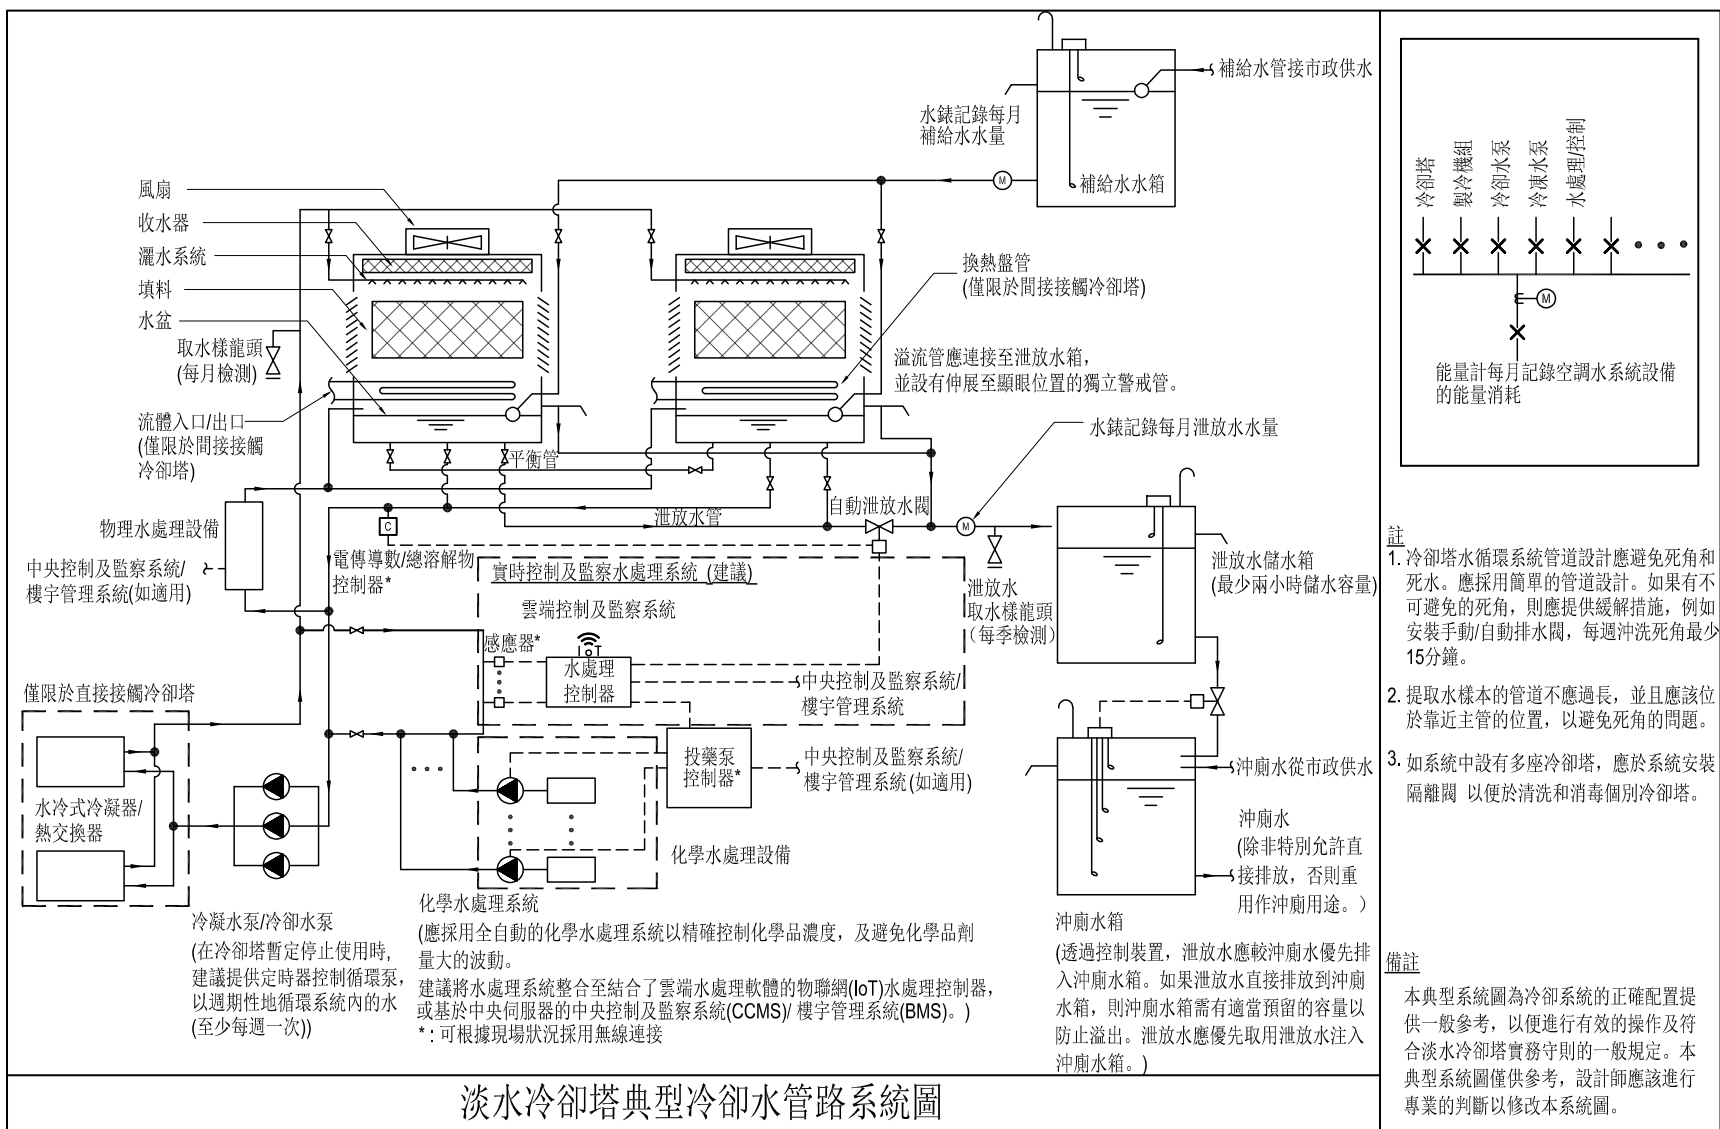 補給水管接市政供水
水錶記錄每月
補給水水量
M
補給水水箱
風扇
收水器
灑水系統
填料
水盆
取水樣龍頭
(每月檢測)
流體入口/出口
(僅限於間接接觸
冷卻塔)
換熱盤管
(僅限於間接接觸冷卻塔)
溢流管應連接至泄放水箱，
並設有伸展至顯眼位置的獨立警戒管。
水錶記錄每月泄放水水量
平衡管
自動泄放水閥
泄放水管
物理水處理設備
中央控制及監察系統/
樓宇管理系統(如適用)
C
M
電傳導數/總溶解物
控制器*
實時控制及監察水處理系統 (建議)
雲端控制及監察系統
感應器*
水處理
控制器
中央控制及監察系統/
樓宇管理系統
泄放水
取水樣龍頭
（每季檢測）
泄放水儲水箱
(最少兩小時儲水容量)
僅限於直接接觸冷卻塔
水冷式冷凝器/
熱交換器
投藥泵
控制器*
中央控制及監察系統/
樓宇管理系統(如適用)
化學水處理設備
沖廁水從市政供水
沖廁水
(除非特別允許直
接排放，否則重
用作沖廁用途。）
冷凝水泵/冷卻水泵
(在冷卻塔暫定停止使用時,
建議提供定時器控制循環泵，
以週期性地循環系統內的水
(至少每週一次))
化學水處理系統
(應採用全自動的化學水處理系統以精確控制化學品濃度，及避免化學品劑
量大的波動。
建議將水處理系統整合至結合了雲端水處理軟體的物聯網(IoT)水處理控制器，
或基於中央伺服器的中央控制及監察系統(CCMS)/ 樓宇管理系統(BMS)。)
* : 可根據現場狀況採用無線連接
沖廁水箱
(透過控制裝置，泄放水應較沖廁水優先排
入沖廁水箱。如果泄放水直接排放到沖廁
水箱，則沖廁水箱需有適當預留的容量以
防止溢出。泄放水應優先取用泄放水注入
沖廁水箱。)
淡水冷卻塔典型冷卻水管路系統圖
冷卻塔
製冷機組
冷卻水泵
冷凍水泵
水處理/控制
M
能量計每月記錄空調水系統設備
的能量消耗
註
1. 冷卻塔水循環系統管道設計應避免死角和
死水。應採用簡單的管道設計。如果有不
可避免的死角，則應提供緩解措施，例如
安裝手動/自動排水閥，每週沖洗死角最少
15分鐘。
2. 提取水樣本的管道不應過長，並且應該位
於靠近主管的位置，以避免死角的問題。
3. 如系統中設有多座冷卻塔，應於系統安裝
隔離閥 以便於清洗和消毒個別冷卻塔。
備註
本典型系統圖為冷卻系統的正確配置提
供一般參考，以便進行有效的操作及符
合淡水冷卻塔實務守則的一般規定。本
典型系統圖僅供參考，設計師應該進行
專業的判斷以修改本系統圖。